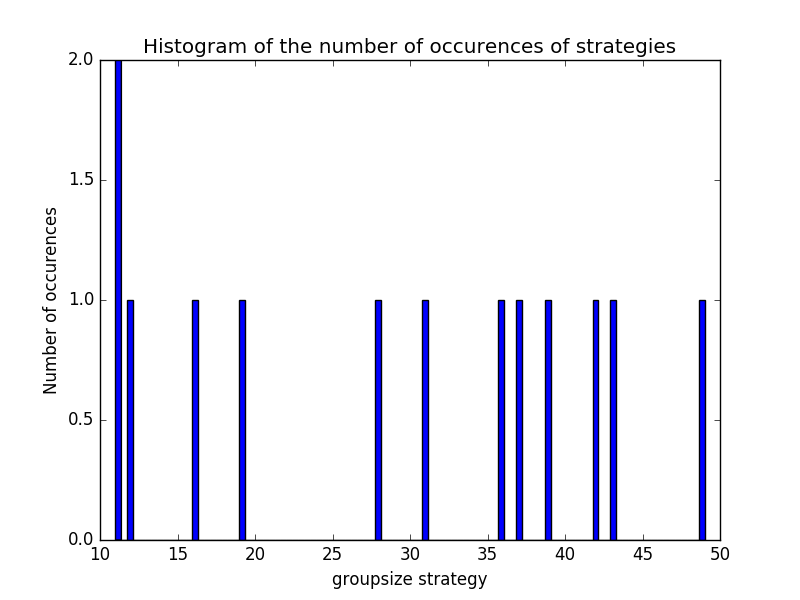 Histogram of the number of occurences of strategies
2.0
1.5
1.0
0.5
0.0
Number of occurences
10 15 20 25 30 35 40 45 50
groupsize strategy